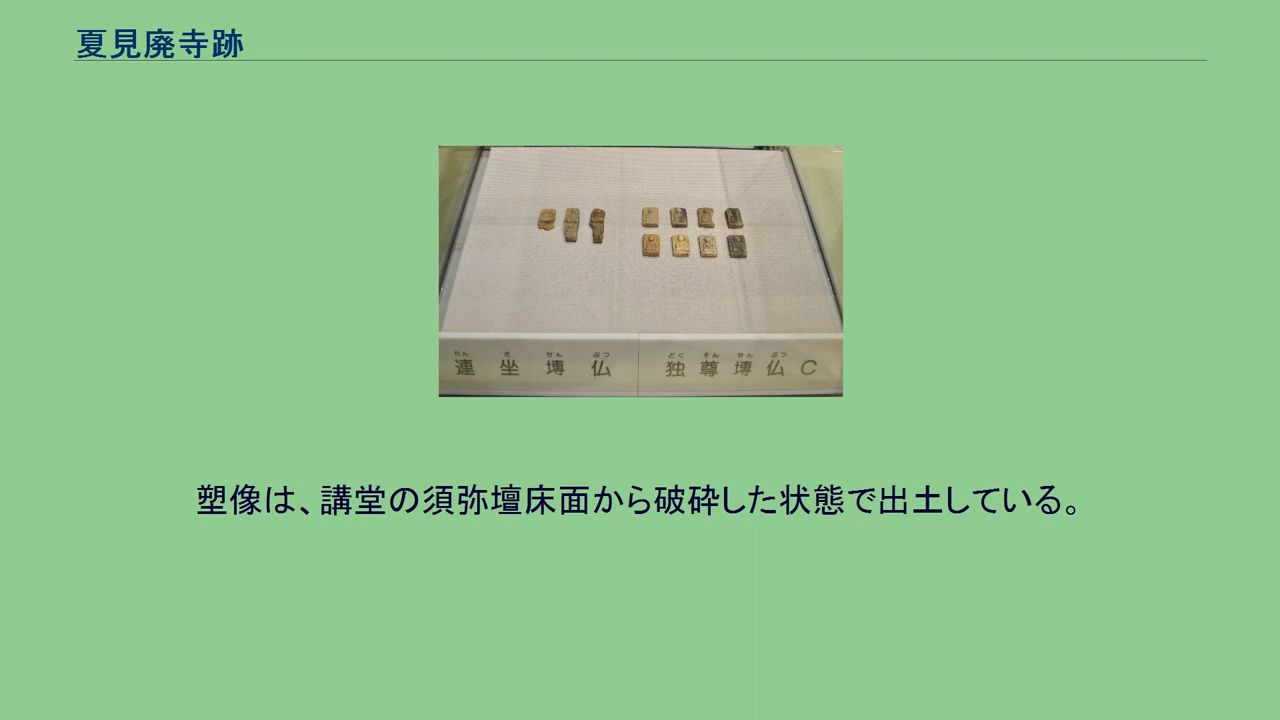 夏見廃寺跡
れん ざ せん ぶつ
連坐塼仏
どく そん せん ぶつ
独尊塼仏C
塑像は、講堂の須弥壇床面から破砕した状態で出土している。